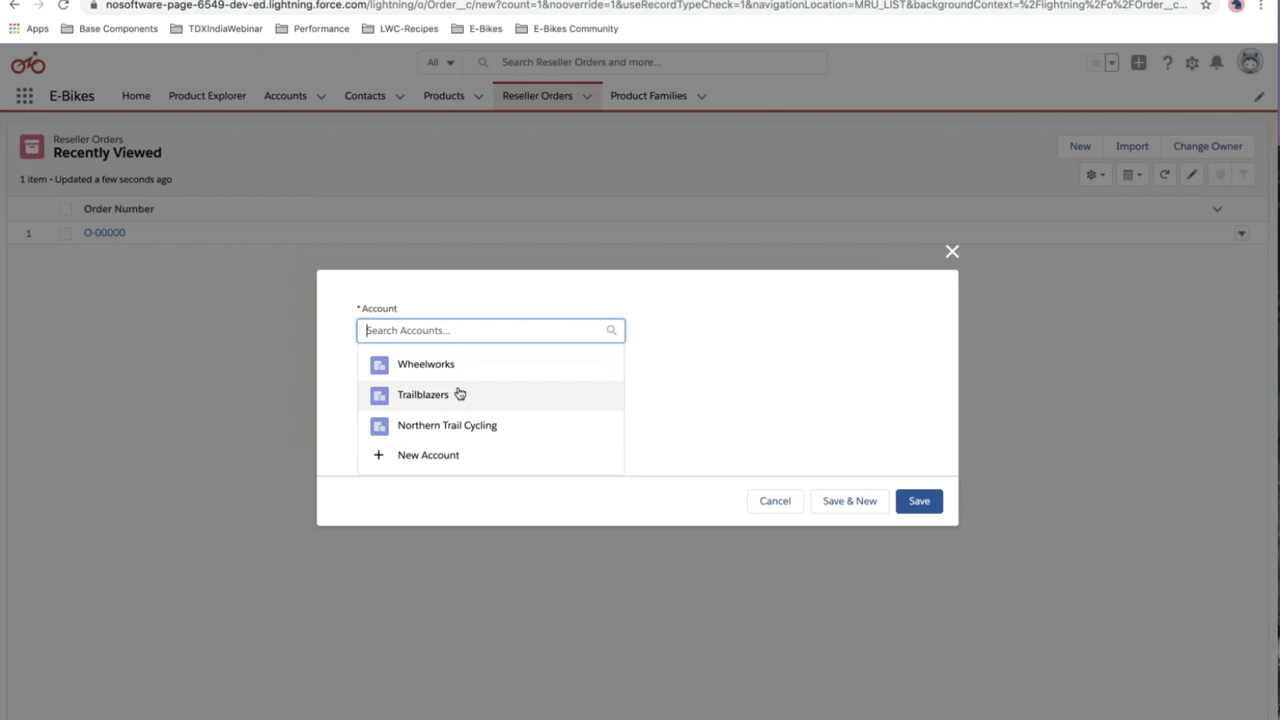 nosoftware-page-6549-dev-ed.lightning.force.com/lightning/o/Order__c/new?count=1&nooverride=1&useRecordTypeCheck=1&navigationLocation=MRU_LIST&backgroundContext=%2Flightning%2Fo%2FOrder__c...
Apps Base Components TDXIndiaWebinar Performance LWC-Recipes E-Bikes E-Bikes Community
All Search Reseller Orders and more...
E-Bikes Home Product Explorer Accounts Contacts Products Reseller Orders Product Families
Reseller Orders
Recently Viewed
New Import Change Owner
1 item • Updated a few seconds ago
Order Number
1 O-00000
* Account
Search Accounts...
Wheelworks
Trailblazers
Northern Trail Cycling
+ New Account
Cancel Save & New Save